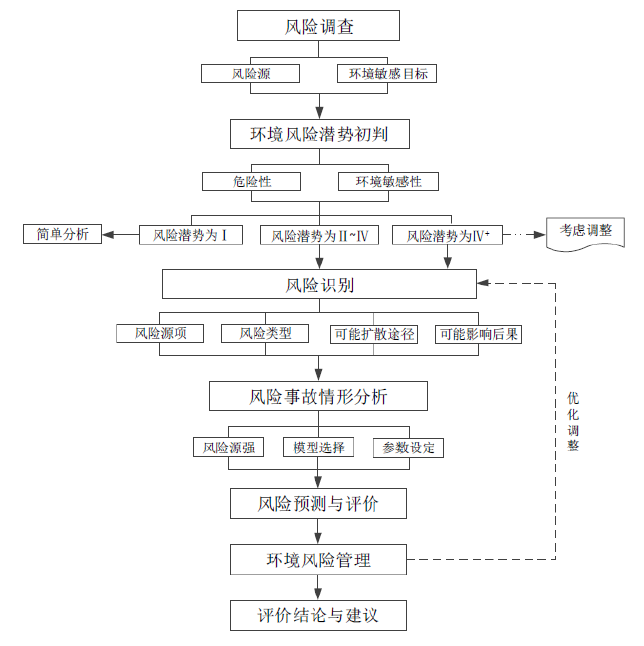 风险调查
风险源
环境敏感目标
环境风险潜势初判
危险性
环境敏感性
简单分析
风险潜势为Ⅰ
风险潜势为Ⅱ~Ⅳ
风险潜势为Ⅳ⁺
考虑调整
风险识别
风险源项
风险类型
可能扩散途径
可能影响后果
风险事故情形分析
优化调整
风险源强
模型选择
参数设定
风险预测与评价
环境风险管理
评价结论与建议